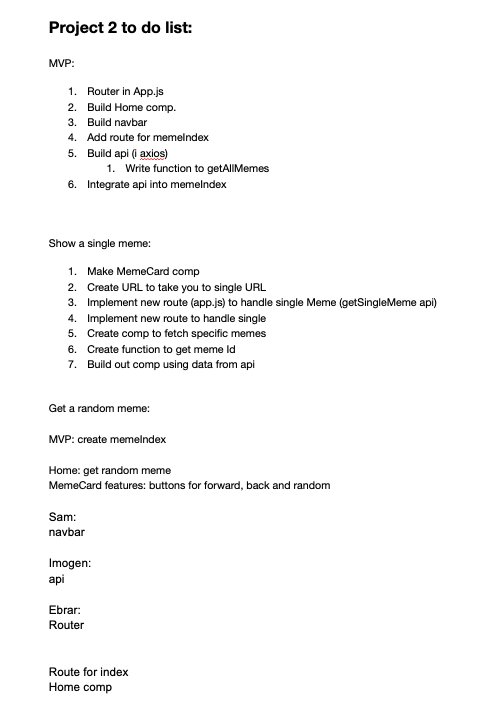 Project 2 to do list:
MVP:
1. Router in App.js
2. Build Home comp.
3. Build navbar
4. Add route for memeIndex
5. Build api (i axios)
1. Write function to getAllMemes
6. Integrate api into memeIndex
Show a single meme:
1. Make MemeCard comp
2. Create URL to take you to single URL
3. Implement new route (app.js) to handle single Meme (getSingleMeme api)
4. Implement new route to handle single
5. Create comp to fetch specific memes
6. Create function to get meme Id
7. Build out comp using data from api
Get a random meme:
MVP: create memeIndex
Home: get random meme
MemeCard features: buttons for forward, back and random
Sam:
navbar
Imogen:
api
Ebrar:
Router
Route for index
Home comp